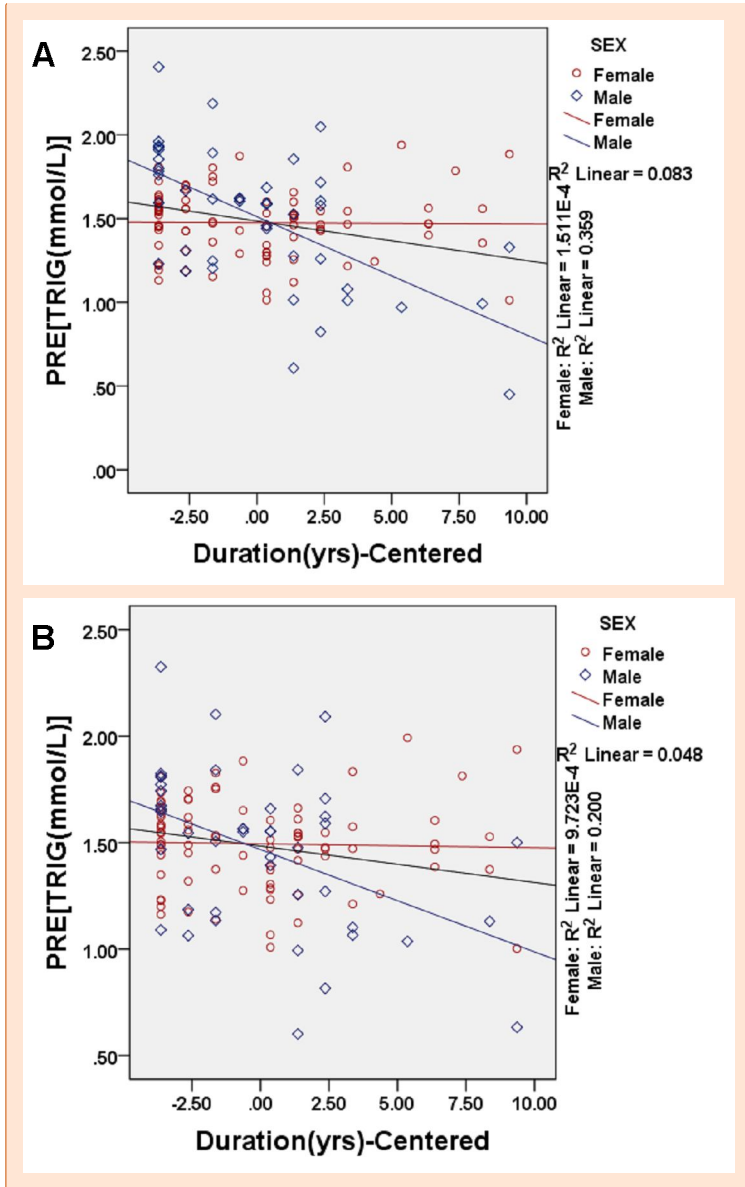 A
SEX
Female
Male
Female
Male
R² Linear = 0.083
Female: R² Linear = 1.511E-4
Male: R² Linear = 0.359
PRE[TRIG(mmol/L)]
2.50
2.00
1.50
1.00
.50
.00
-2.50 .00 2.50 5.00 7.50 10.00
Duration(yrs)-Centered
B
SEX
Female
Male
Female
Male
R² Linear = 0.048
Female: R² Linear = 9.723E-4
Male: R² Linear = 0.200
PRE[TRIG(mmol/L)]
2.50
2.00
1.50
1.00
.50
-2.50 .00 2.50 5.00 7.50 10.00
Duration(yrs)-Centered